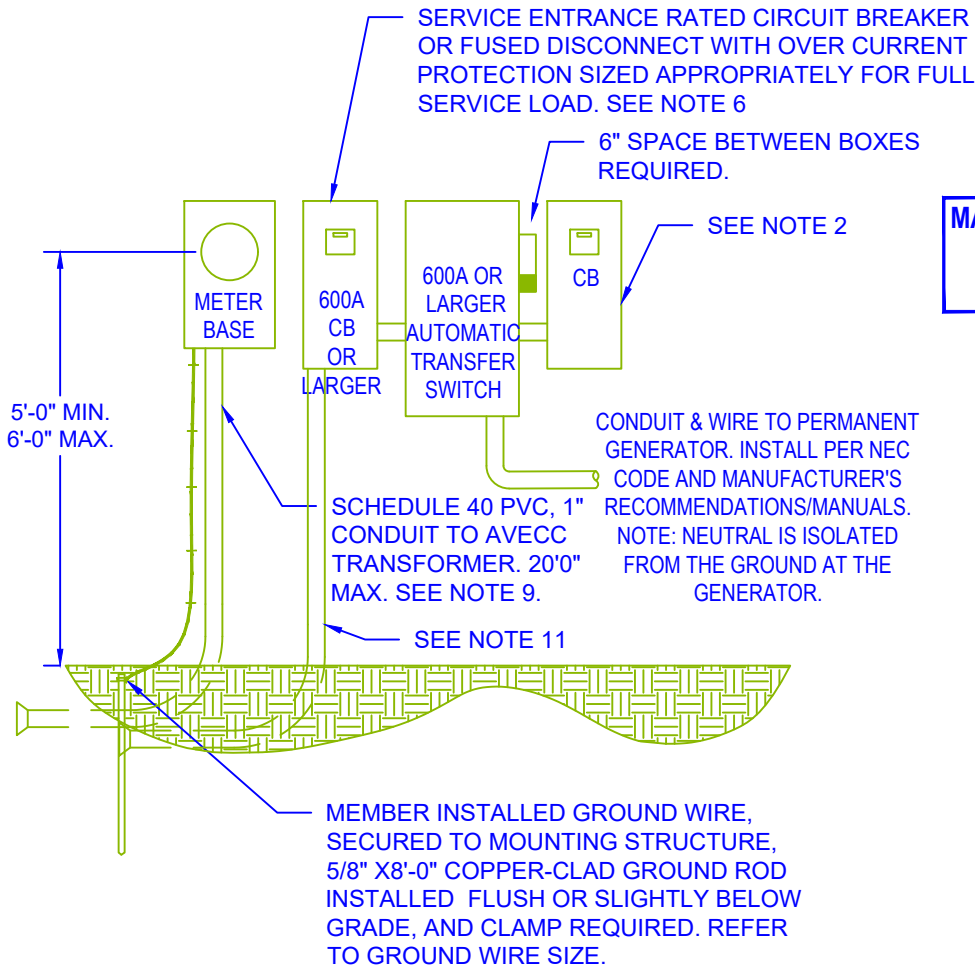 SERVICE ENTRANCE RATED CIRCUIT BREAKER
OR FUSED DISCONNECT WITH OVER CURRENT
PROTECTION SIZED APPROPRIATELY FOR FULL
SERVICE LOAD. SEE NOTE 6
6" SPACE BETWEEN BOXES
REQUIRED.
SEE NOTE 2
METER
BASE
600A
CB
OR
LARGER
600A OR
LARGER
AUTOMATIC
TRANSFER
SWITCH
CB
5'-0" MIN.
6'-0" MAX.
CONDUIT & WIRE TO PERMANENT
GENERATOR. INSTALL PER NEC
CODE AND MANUFACTURER'S
RECOMMENDATIONS/MANUALS.
NOTE: NEUTRAL IS ISOLATED
FROM THE GROUND AT THE
GENERATOR.
SCHEDULE 40 PVC, 1"
CONDUIT TO AVECC
TRANSFORMER. 20'0"
MAX. SEE NOTE 9.
SEE NOTE 11
MEMBER INSTALLED GROUND WIRE,
SECURED TO MOUNTING STRUCTURE,
5/8" X8'-0" COPPER-CLAD GROUND ROD
INSTALLED FLUSH OR SLIGHTLY BELOW
GRADE, AND CLAMP REQUIRED. REFER
TO GROUND WIRE SIZE.